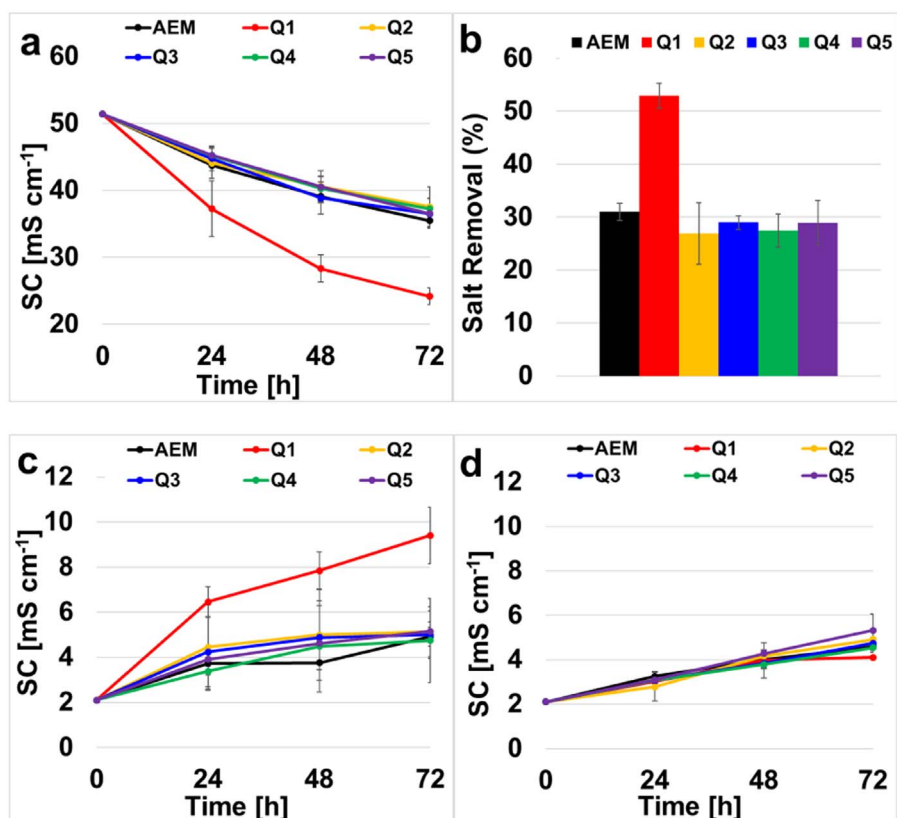 a
AEM Q1 Q2
Q3 Q4 Q5
60
50
40
30
20
SC [mS cm-1]
0 24 48 72
Time [h]
b
AEM Q1 Q2 Q3 Q4 Q5
60
50
40
30
20
10
0
Salt Removal (%)
c
AEM Q1 Q2
Q3 Q4 Q5
12
10
8
6
4
2
0
SC [mS cm-1]
0 24 48 72
Time [h]
d
AEM Q1 Q2
Q3 Q4 Q5
12
10
8
6
4
2
0
SC [mS cm-1]
0 24 48 72
Time [h]